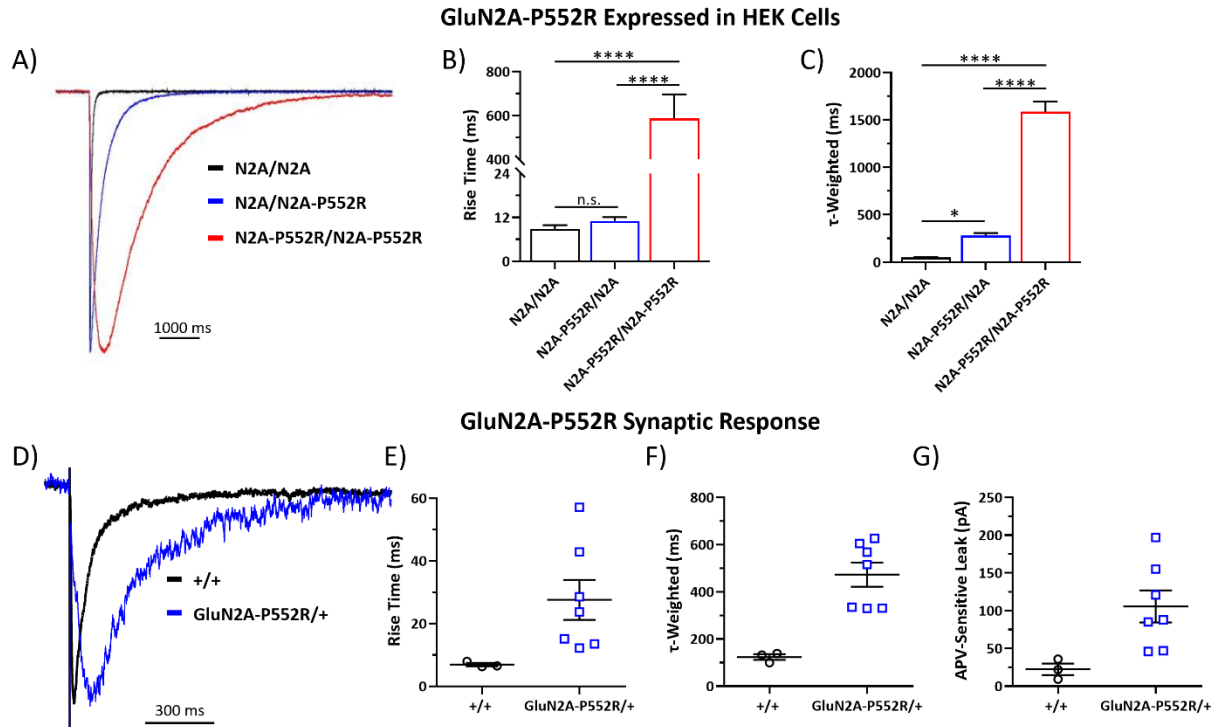 GluN2A-P552R Expressed in HEK Cells
A)
N2A/N2A
N2A/N2A-P552R
N2A-P552R/N2A-P552R
1000 ms
B)
****
****
n.s.
Rise Time (ms)
800
600
400
24
12
0
N2A/N2A
N2A-P552R/N2A
N2A-P552R/N2A-P552R
C)
****
****
*
τ-Weighted (ms)
2000
1500
1000
500
250
0
N2A/N2A
N2A-P552R/N2A
N2A-P552R/N2A-P552R
GluN2A-P552R Synaptic Response
D)
+/+
GluN2A-P552R/+
300 ms
E)
Rise Time (ms)
60
40
20
0
+/+
GluN2A-P552R/+
F)
τ-Weighted (ms)
800
600
400
200
0
+/+
GluN2A-P552R/+
G)
APV-Sensitive Leak (pA)
250
200
150
100
50
0
+/+
GluN2A-P552R/+